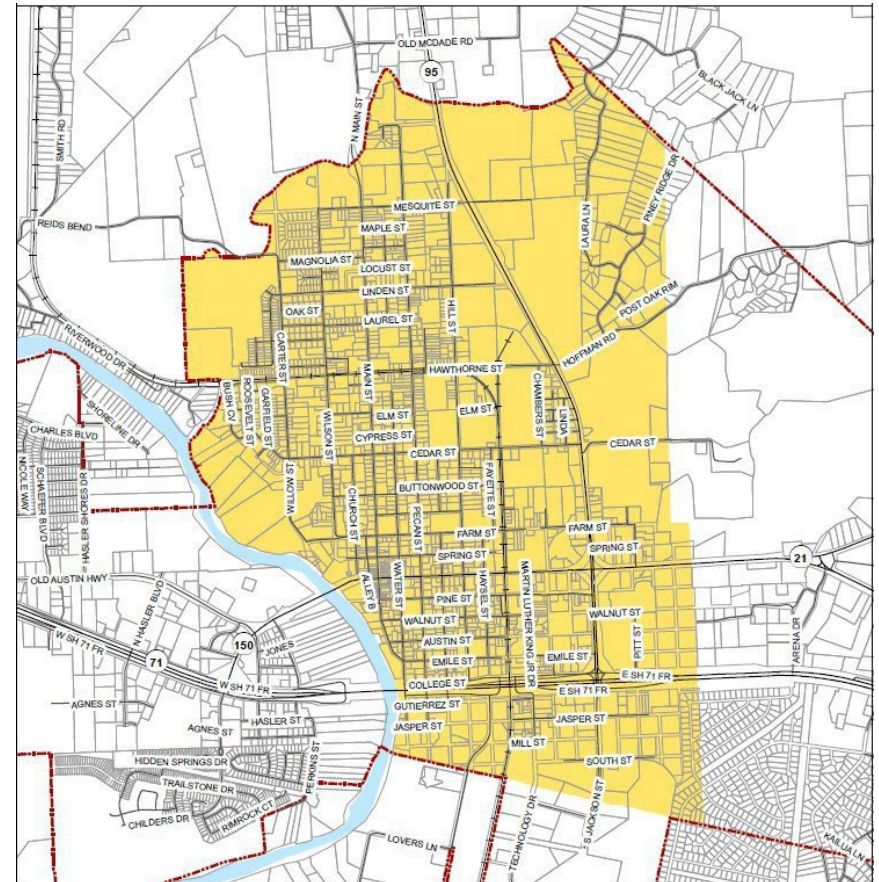 OLD MCDADE RD
95
BLACK JACK LN
N MAIN ST
SMITH RD
PINEY RIDGE DR
MESQUITE ST
REIDS BEND
MAPLE ST
LAURA LN
MAGNOLIA ST
LOCUST ST
LINDEN ST
POST OAK RIM
OAK ST
LAUREL ST
HILL ST
HOFFMAN RD
RIVERWOOD DR
CARTER ST
MAIN ST
HAWTHORNE ST
BUSH CV
ROOSEVELT ST
GARFIELD ST
CHAMBERS ST
LINDA
SHORELINE DR
WILSON ST
ELM ST
ELM ST
CHARLES BLVD
CYPRESS ST
CEDAR ST
CEDAR ST
NICOLE WAY
SCHAEFER BLVD
HASLER SHORES DR
WILLOW ST
CHURCH ST
BUTTONWOOD ST
FAYETTE ST
PECAN ST
FARM ST
FARM ST
SPRING ST
SPRING ST
21
OLD AUSTIN HWY
ALLEY B
WATER ST
PINE ST
HAYSEL ST
MARTIN LUTHER KING JR DR
WALNUT ST
WALNUT ST
PITT ST
N HASLER BLVD
150
JONES
AUSTIN ST
ARENA DR
W SH 71 FR
71
EMILE ST
EMILE ST
W SH 71 FR
COLLEGE ST
E SH 71 FR
E SH 71 FR
AGNES ST
GUTIERREZ ST
HASLER ST
JASPER ST
JASPER ST
AGNES ST
MILL ST
HIDDEN SPRINGS DR
PERKINS ST
SOUTH ST
TRAILSTONE DR
CHILDERS DR
RIMROCK CT
LOVERS LN
TECHNOLOGY DR
S JACKSON ST
KAILUA LN